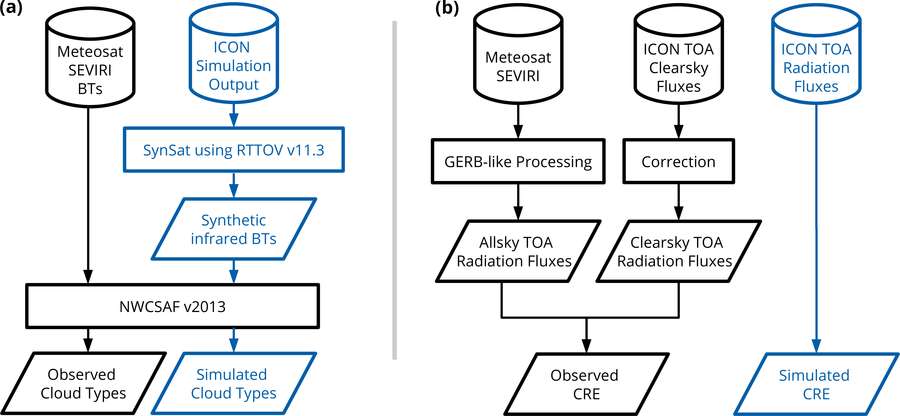 (a)
Meteosat
SEVIRI
BTs
ICON
Simulation
Output
SynSat using RTTOV v11.3
Synthetic
infrared BTs
NWCSAF v2013
Observed
Cloud Types
Simulated
Cloud Types
(b)
Meteosat
SEVIRI
ICON TOA
Clearsky
Fluxes
ICON TOA
Radiation
Fluxes
GERB-like Processing
Correction
Allsky TOA
Radiation Fluxes
Clearsky TOA
Radiation Fluxes
Observed
CRE
Simulated
CRE